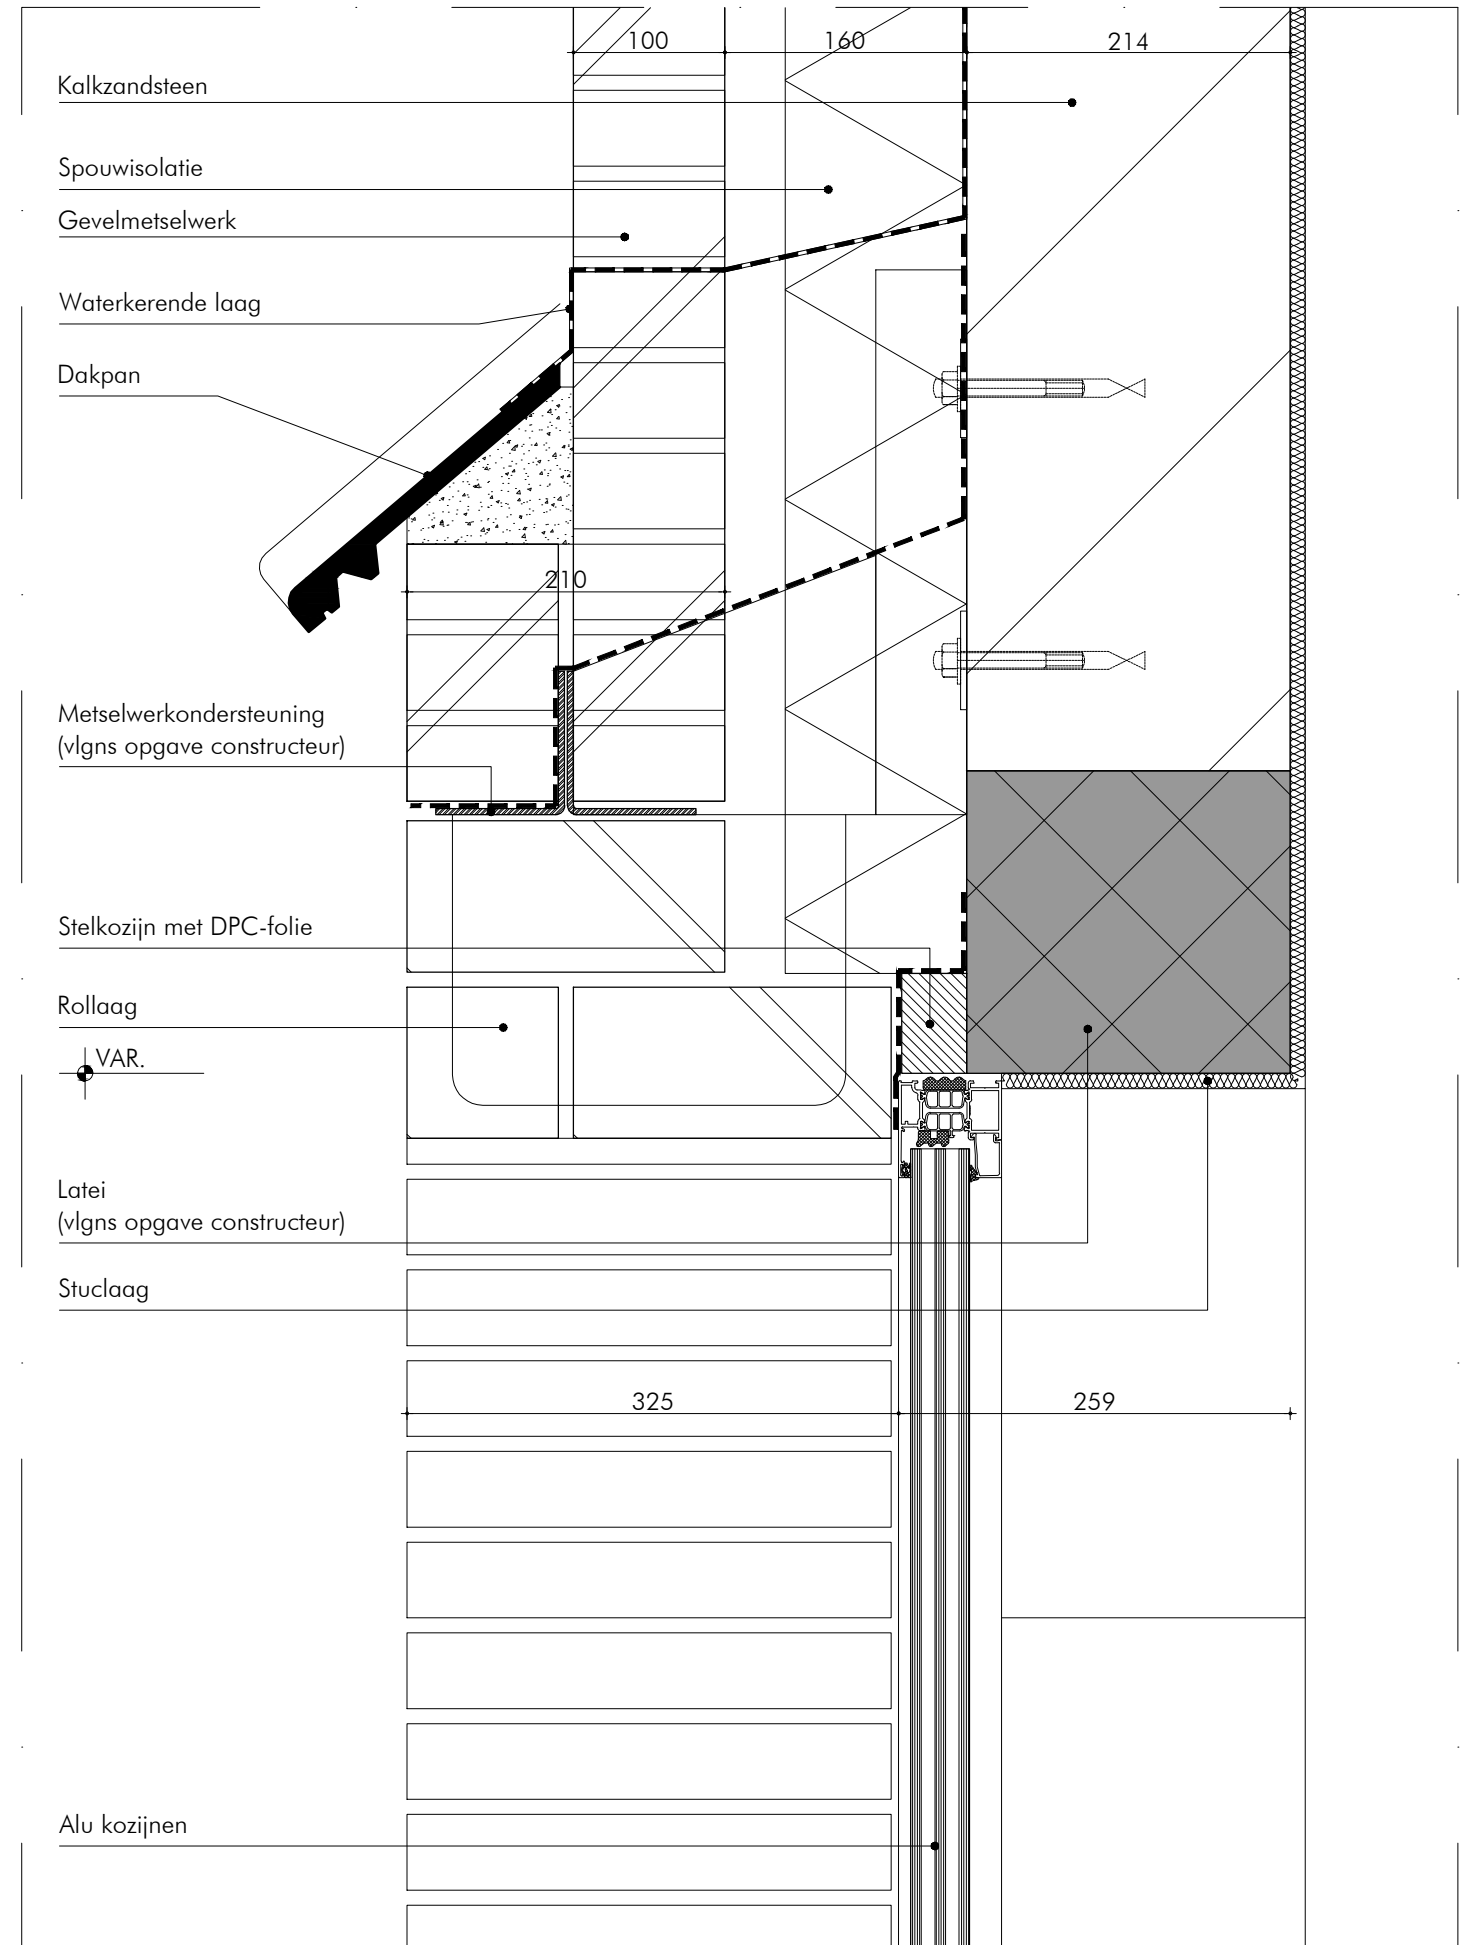 100
160
214
Kalkzandsteen
Spouwisolatie
Gevelmetselwerk
Waterkerende laag
Dakpan
210
Metselwerkondersteuning
(vlgns opgave constructeur)
Stelkozijn met DPC-folie
Rollaag
VAR.
Latei
(vlgns opgave constructeur)
Stuclaag
325
259
Alu kozijnen